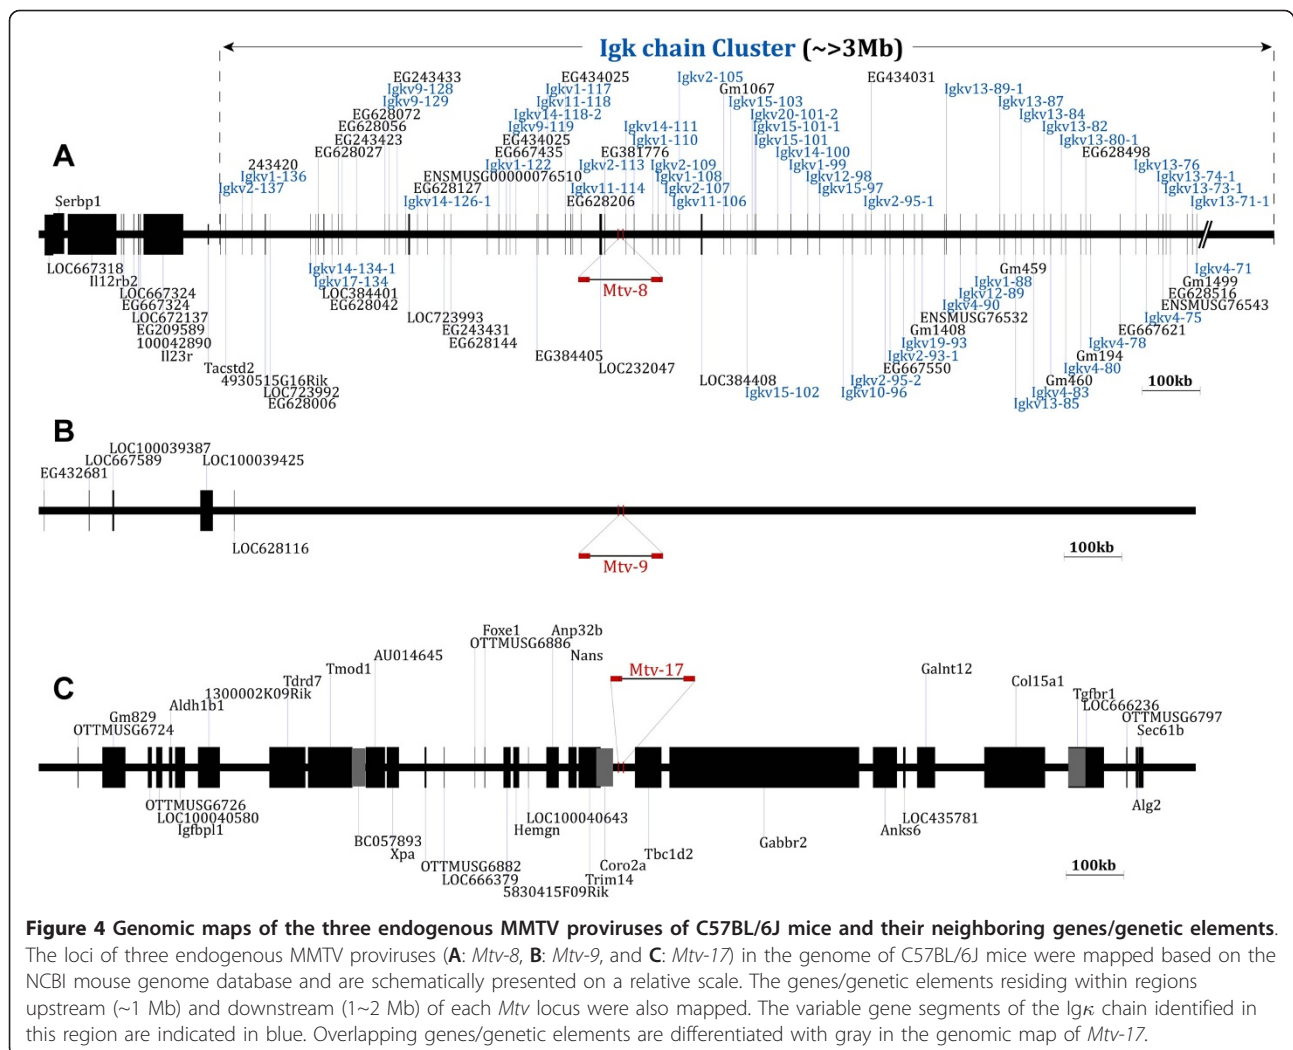 Igk chain Cluster (~>3Mb)
EG243433
Igkv9-128
Igkv9-129
EG628072
EG628056
EG243423
EG628027
243420
Igkv1-136
Igkv2-137
EG434025
Igkv1-117
Igkv11-118
Igkv14-118-2
Igkv9-119
EG434025
EG667435
Igkv1-122
ENSMUSG00000076510
EG628127
Igkv14-126-1
Igkv2-105
Gm1067
Igkv15-103
Igkv20-101-2
Igkv15-101-1
Igkv15-101
Igkv14-100
Igkv1-99
Igkv12-98
Igkv15-97
Igkv14-111
Igkv1-110
EG381776
Igkv2-113
Igkv2-109
Igkv1-108
Igkv11-114
Igkv2-107
EG628206
Igkv11-106
EG434031
Igkv2-95-1
Igkv13-89-1
Igkv13-87
Igkv13-84
Igkv13-82
Igkv13-80-1
EG628498
Igkv13-76
Igkv13-74-1
Igkv13-73-1
Igkv13-71-1
A
Serbp1
LOC667318
Il12rb2
LOC667324
EG667324
LOC672137
EG209589
100042890
Il23r
Tacstd2
4930515G16Rik
LOC723992
EG628006
Igkv14-134-1
Igkv17-134
LOC384401
EG628042
LOC723993
EG243431
EG628144
EG384405
LOC232047
Mtv-8
LOC384408
Igkv15-102
Gm459
Igkv1-88
Igkv12-89
Igkv4-90
ENSMUSG76532
Gm1408
Igkv19-93
Igkv2-93-1
EG667550
Igkv2-95-2
Igkv10-96
Igkv4-71
Gm1499
EG628516
ENSMUSG76543
Igkv4-75
EG667621
Igkv4-78
Gm194
Igkv4-80
Gm460
Igkv4-83
Igkv13-85
100kb
B
LOC100039387
LOC667589
EG432681
LOC100039425
LOC628116
Mtv-9
100kb
C
Foxe1
OTTMUSG6886
Anp32b
Nans
AU014645
Tmod1
Tdrd7
1300002K09Rik
Aldh1b1
Gm829
OTTMUSG6724
Mtv-17
Galnt12
Col15a1
Tgfbr1
LOC666236
OTTMUSG6797
Sec61b
OTTMUSG6726
LOC100040580
Igfbpl1
BC057893
Xpa
OTTMUSG6882
LOC666379
5830415F09Rik
Hemgn
LOC100040643
Trim14
Coro2a
Tbc1d2
Gabbr2
Anks6
LOC435781
Alg2
100kb
Figure 4 Genomic maps of the three endogenous MMTV proviruses of C57BL/6J mice and their neighboring genes/genetic elements.
The loci of three endogenous MMTV proviruses (A: Mtv-8, B: Mtv-9, and C: Mtv-17) in the genome of C57BL/6J mice were mapped based on the
NCBI mouse genome database and are schematically presented on a relative scale. The genes/genetic elements residing within regions
upstream (~1 Mb) and downstream (1~2 Mb) of each Mtv locus were also mapped. The variable gene segments of the Igκ chain identified in
this region are indicated in blue. Overlapping genes/genetic elements are differentiated with gray in the genomic map of Mtv-17.